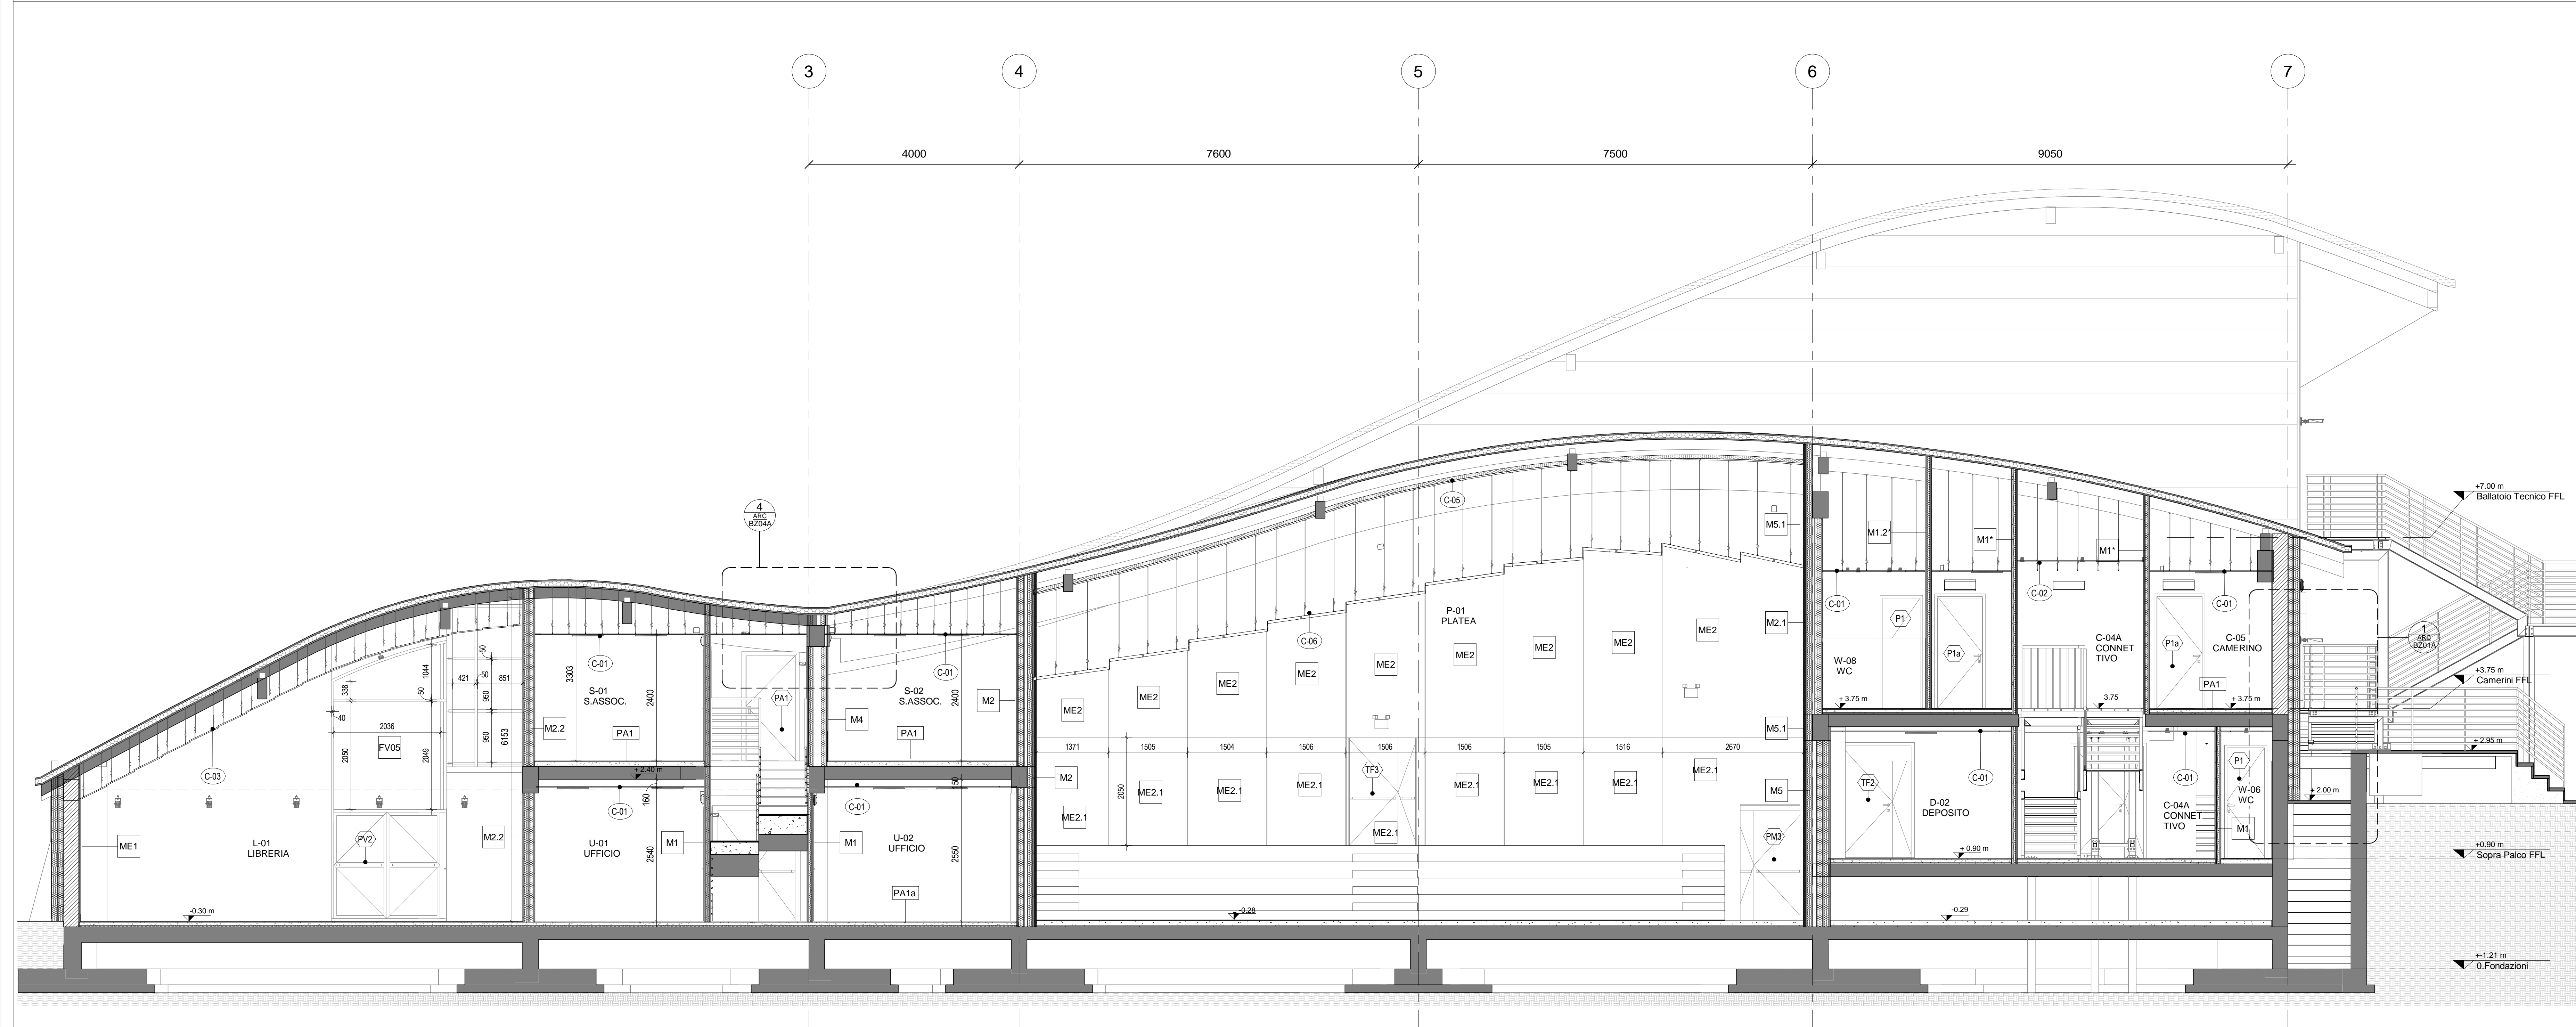 3
4
5
6
7
4000
7600
7500
9050
+7.00 m
Ballatoio Tecnico FFL
4
ARC
BZ04A
C-05
M5.1
M1.2*
M1*
M1*
C-01
C-02
C-01
C-06
P-01
PLATEA
M2.1
P1
P1a
P1a
C-04A
CONNET
TIVO
C-05
CAMERINO
1
ARC
BZ01A
W-08
WC
PA1
+3.75 m
Camerini FFL
+ 3.75 m
3.75
+ 3.75 m
ME2
ME2
ME2
ME2
ME2
ME2
ME2
ME2
ME2
C-01
C-01
3303
S-01
S.ASSOC.
2400
S-02
S.ASSOC.
2400
M2
PA1
M4
M2.2
PA1
PA1
50
1044
421
50
851
338
50
950
40
2036
FV05
2050
2049
950
6153
C-03
+ 2.40 m
160
150
C-01
C-01
M5.1
1371
1505
1504
1506
1506
1506
1505
1516
2670
+ 2.95 m
M2
2050
ME2.1
ME2.1
ME2.1
ME2.1
TF3
ME2.1
ME2.1
ME2.1
ME2.1
ME2.1
M5
TF2
C-01
C-01
P1
W-06
WC
+ 2.00 m
D-02
DEPOSITO
C-04A
CONNET
TIVO
M1
PM3
ME1
L-01
LIBRERIA
PV2
M2.2
U-01
UFFICIO
2540
M1
M1
U-02
UFFICIO
2550
PA1a
+ 0.90 m
+0.90 m
Sopra Palco FFL
-0.30 m
-0.28
-0.29
+-1.21 m
0.Fondazioni